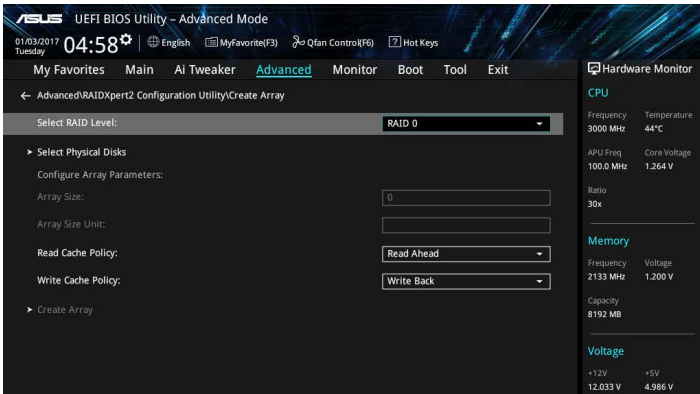 ASUS UEFI BIOS Utility – Advanced Mode
01/03/2017 Tuesday 04:58 English MyFavorite(F3) Qfan Control(F6) ? Hot Keys
My Favorites Main Ai Tweaker Advanced Monitor Boot Tool Exit
Hardware Monitor
← Advanced\RAIDXpert2 Configuration Utility\Create Array
Select RAID Level: RAID 0
> Select Physical Disks
Configure Array Parameters:
Array Size: 0
Array Size Unit:
Read Cache Policy: Read Ahead
Write Cache Policy: Write Back
> Create Array
CPU
Frequency Temperature
3000 MHz 44°C
APU Freq Core Voltage
100.0 MHz 1.264 V
Ratio
30x
Memory
Frequency Voltage
2133 MHz 1.200 V
Capacity
8192 MB
Voltage
+12V +5V
12.033 V 4.986 V